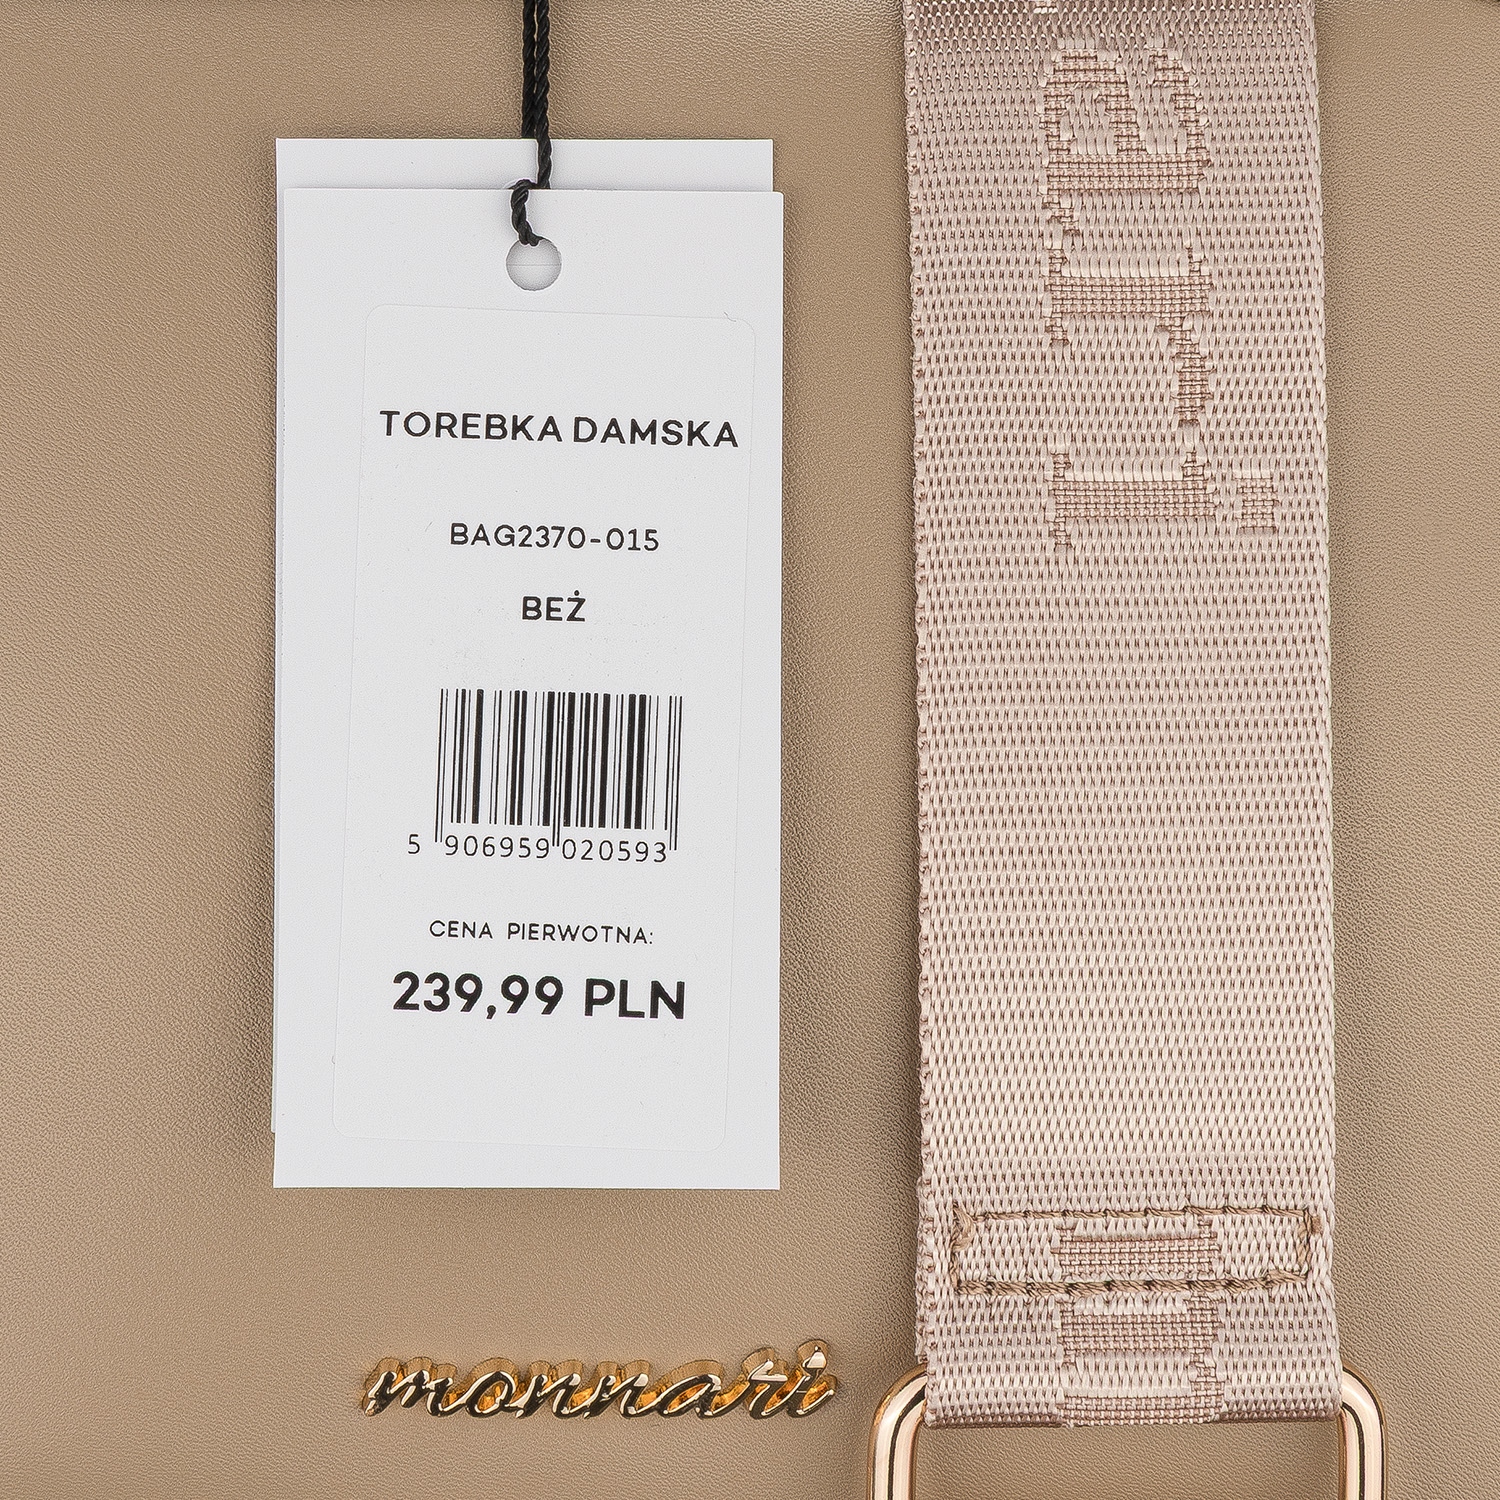 TOREBKA DAMSKA
BAG2370-015
BEŻ
5 906959 020593
CENA PIERWOTNA:
239,99 PLN
monnari